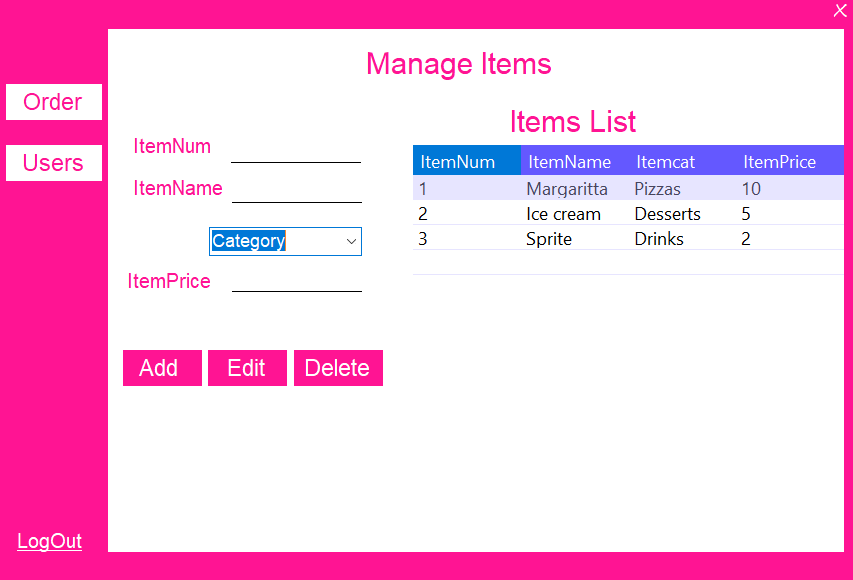 X
Manage Items
Order
Users
ItemNum
ItemName
Category
ItemPrice
Add Edit Delete
Items List
ItemNum ItemName Itemcat ItemPrice
1 Margaritta Pizzas 10
2 Ice cream Desserts 5
3 Sprite Drinks 2
LogOut